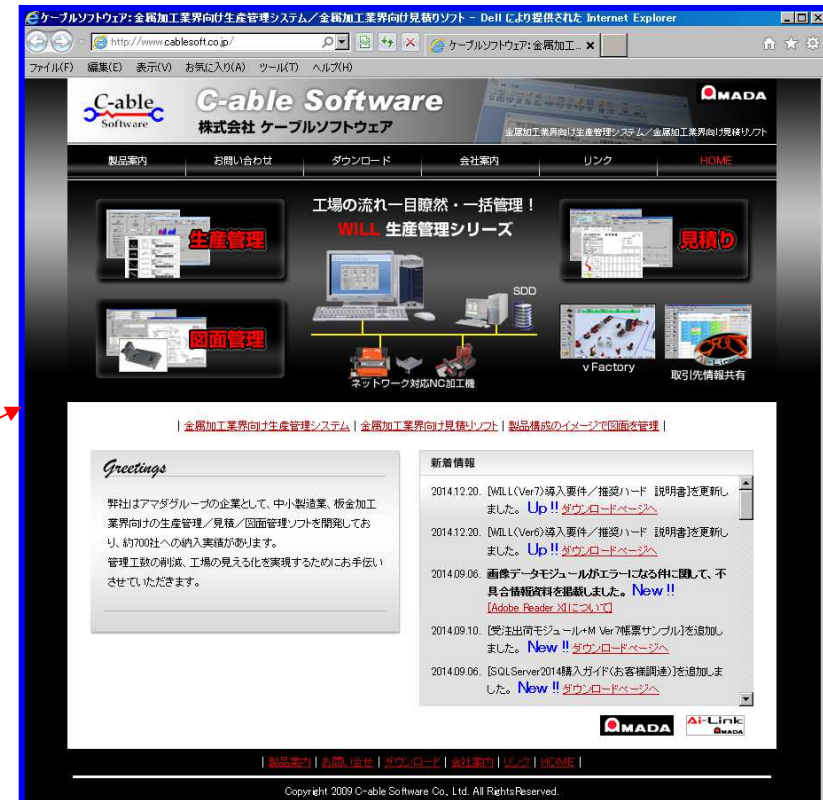 ケーブルソフトウェア：金属加工業界向け生産管理システム／金属加工業界向け見積りソフト - Dell により提供された Internet Explorer
http://www.cablesoft.co.jp/
ケーブルソフトウェア：金属加工...
ファイル(F) 編集(E) 表示(V) お気に入り(A) ツール(T) ヘルプ(H)
C-able Software
C-able Software
AMADA
株式会社 ケーブルソフトウェア
金属加工業界向け生産管理システム／金属加工業界向け見積りソフト
製品案内 お問い合わせ ダウンロード 会社案内 リンク HOME
工場の流れ一目瞭然・一括管理！
WILL 生産管理シリーズ
生産管理
見積り
SDD
図面管理
ネットワーク対応NC加工機
vFactory
取引先情報共有
| 金属加工業界向け生産管理システム | 金属加工業界向け見積りソフト | 製品構成のイメージで図面を管理 |
Greetings
弊社はアマダグループの企業として、中小製造業、板金加工
業界向けの生産管理／見積／図面管理ソフトを開発してお
り、約700社への納入実績があります。
管理工数の削減、工場の見える化を実現するためにお手伝い
させていただきます。
新着情報
2014.12.20. [WILL(Ver7)導入要件／推奨ハード 説明書]を更新し
ました。 Up !! ダウンロードページへ
2014.12.20. [WILL(Ver6)導入要件／推奨ハード 説明書]を更新し
ました。 Up !! ダウンロードページへ
2014.09.06. 画像データモジュールがエラーになる件に関して、不
具合情報資料を掲載しました。 New !!
[Adobe Reader XIについて]
2014.09.10. [受注出荷モジュール+M Ver7帳票サンプル]を追加し
ました。 New !! ダウンロードページへ
2014.09.06. [SQLServer2014購入ガイド(お客様調達)]を追加しま
した。 New !! ダウンロードページへ
AMADA
Ai-Link
AMADA
| 製品案内 | お問い合せ | ダウンロード | 会社案内 | リンク | HOME |
Copyright 2009 C-able Software Co., Ltd. All RightsReserved.